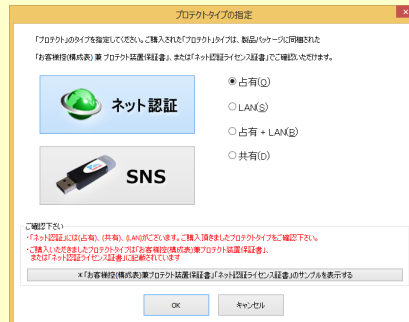 プロテクトタイプの指定
x
「プロテクト」のタイプを指定してください。ご購入された「プロテクト」タイプは、製品パッケージに同梱された
「お客様控(構成表) 兼 プロテクト装置保証書」、または「ネット認証ライセンス証書」でご確認いただけます。
ネット認証
占有(O)
LAN(S)
占有 + LAN(B)
共有(D)
SNS
ご確認下さい
・「ネット認証」には(占有)、(共有)、(LAN)がございます。ご購入頂きましたプロテクトタイプをご確認下さい。
・ご購入いただきましたプロテクトタイプは「お客様控(構成表)兼プロテクト装置保証書」、
または「ネット認証ライセンス証書」に記載されています
※「お客様控(構成表)兼プロテクト装置保証書」「ネット認証ライセンス証書」のサンプルを表示する
OK
キャンセル